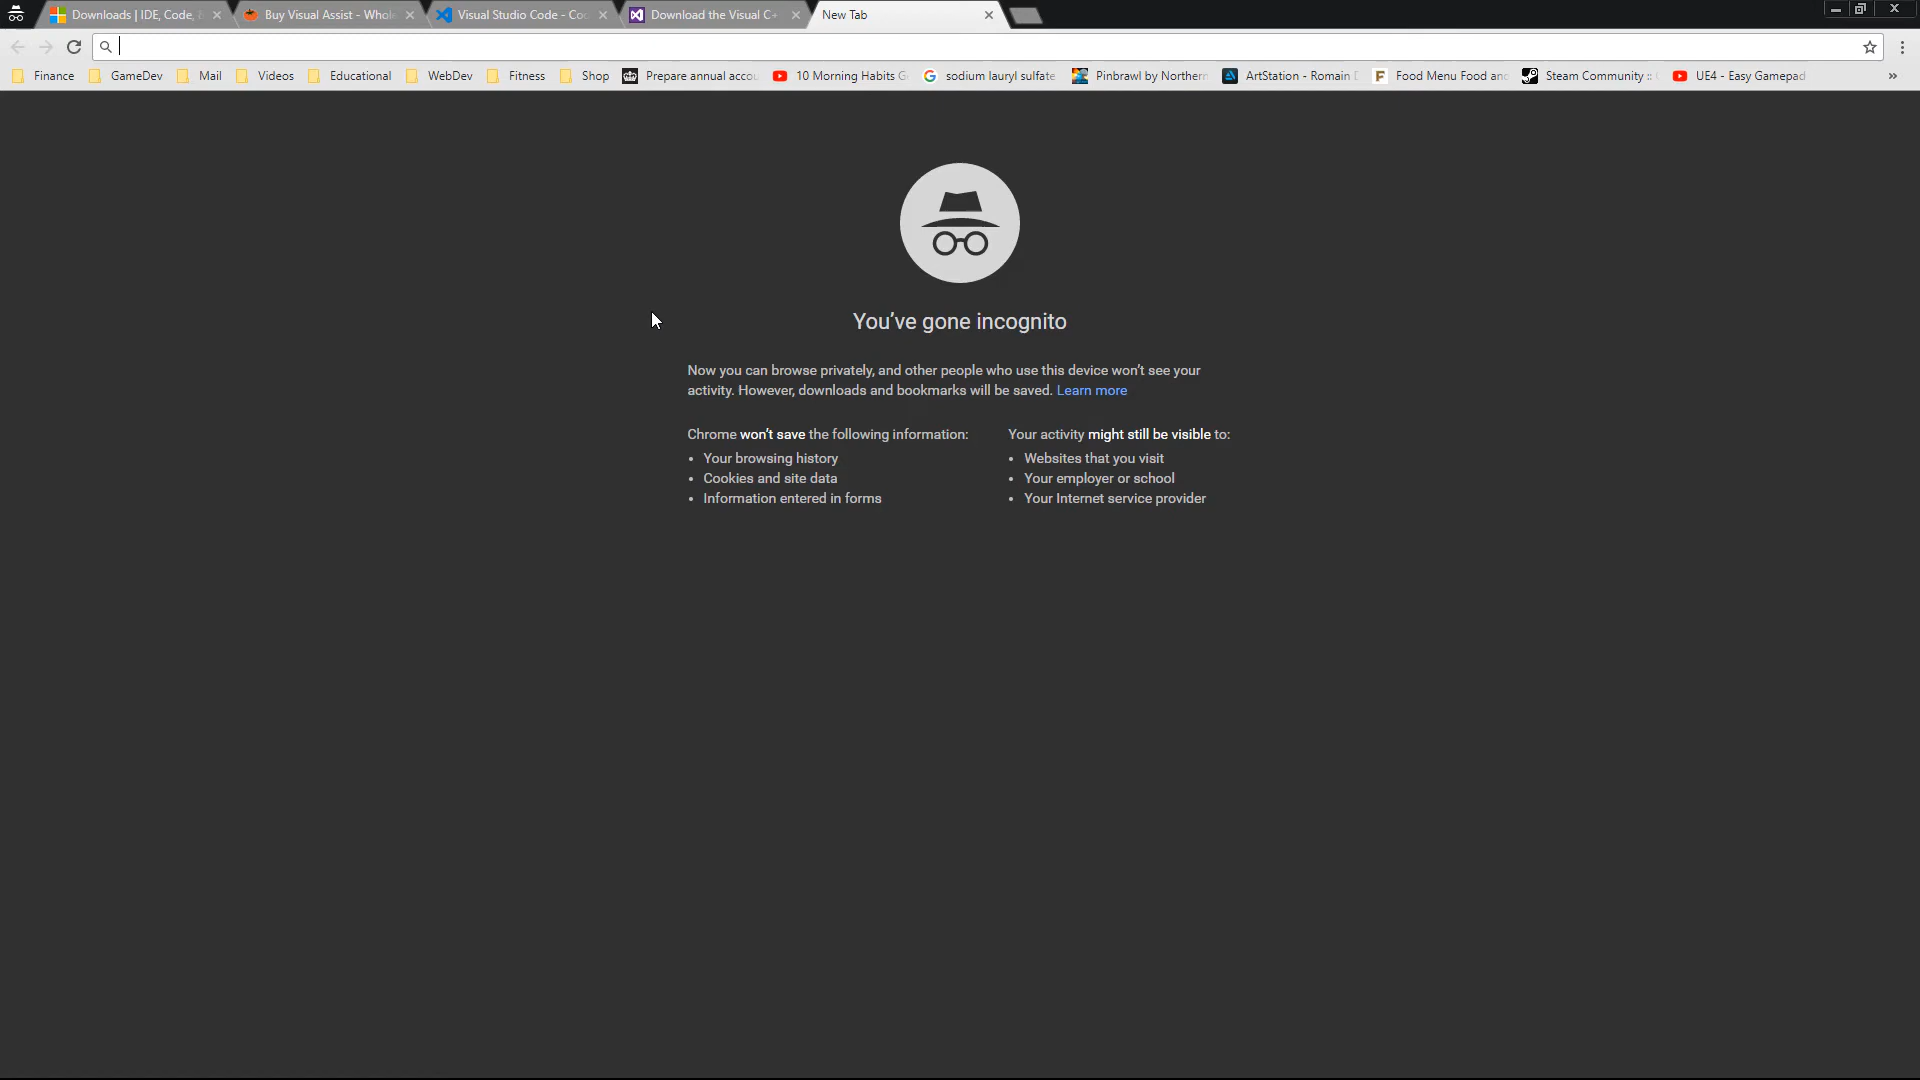 Downloads | IDE, Code,
Buy Visual Assist - Whol
Visual Studio Code - Co
Download the Visual C+
New Tab
Finance
GameDev
Mail
Videos
Educational
WebDev
Fitness
Shop
Prepare annual accou
10 Morning Habits G
sodium lauryl sulfate
Pinbrawl by Northern
ArtStation - Romain
Food Menu Food and
Steam Community ::
UE4 - Easy Gamepad
You've gone incognito
Now you can browse privately, and other people who use this device won't see your
activity. However, downloads and bookmarks will be saved. Learn more
Chrome won't save the following information:
• Your browsing history
• Cookies and site data
• Information entered in forms
Your activity might still be visible to:
• Websites that you visit
• Your employer or school
• Your Internet service provider